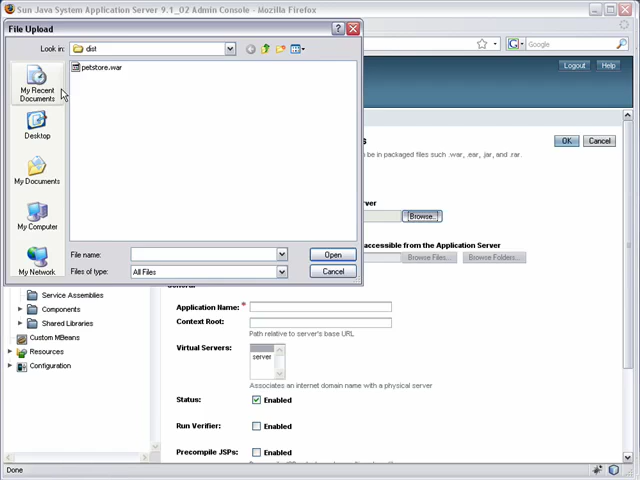 Sun Java System Application Server 9.1_02 Admin Console - Mozilla Firefox
File Upload
Look in: dist
petstore.war
My Recent Documents
Desktop
My Documents
My Computer
My Network
File name:
Open
Files of type: All Files
Cancel
Google
Logout Help
OK Cancel
be in packaged files such .war, .ear, .jar, and .rar.
Browse..
accessible from the Application Server
Browse Files... Browse Folders...
Service Assemblies
Components
Shared Libraries
Custom MBeans
Resources
Configuration
Application Name: *
Context Root:
Path relative to server's base URL
Virtual Servers:
server
Associates an internet domain name with a physical server
Status: Enabled
Run Verifier: Enabled
Precompile JSPs: Enabled
Done